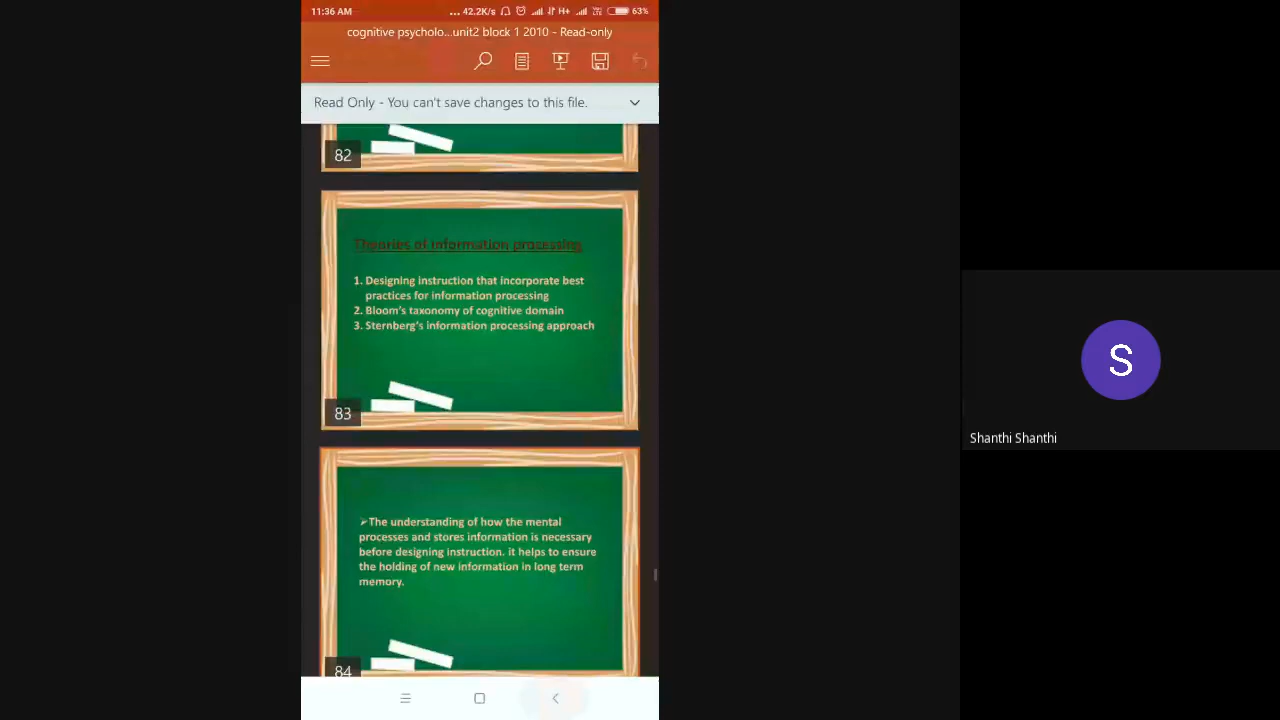 11:36 AM
... 42.2K/s H+ 63%
cognitive psycholo...unit2 block 1 2010 - Read-only
Read Only - You can't save changes to this file.
82
Theories of information processing
1. Designing instruction that incorporate best
practices for information processing
2. Bloom's taxonomy of cognitive domain
3. Sternberg's information processing approach
83
➢The understanding of how the mental
processes and stores information is necessary
before designing instruction. it helps to ensure
the holding of new information in long term
memory.
84
S
Shanthi Shanthi